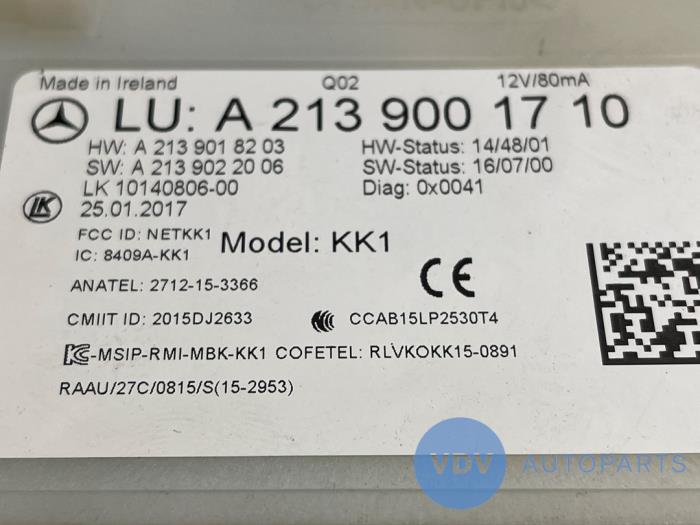 Made in Ireland Q02 12V/80mA
LU: A 213 900 17 10
HW: A 213 901 82 03 HW-Status: 14/48/01
SW: A 213 902 20 06 SW-Status: 16/07/00
LK 10140806-00 Diag: 0x0041
LK 25.01.2017
FCC ID: NETKK1 Model: KK1
IC: 8409A-KK1
ANATEL: 2712-15-3366 CE
CMIIT ID: 2015DJ2633 CCAB15LP2530T4
-MSIP-RMI-MBK-KK1 COFETEL: RLVKOKK15-0891
RAAU/27C/0815/S(15-2953)
VDV AUTOPARTS